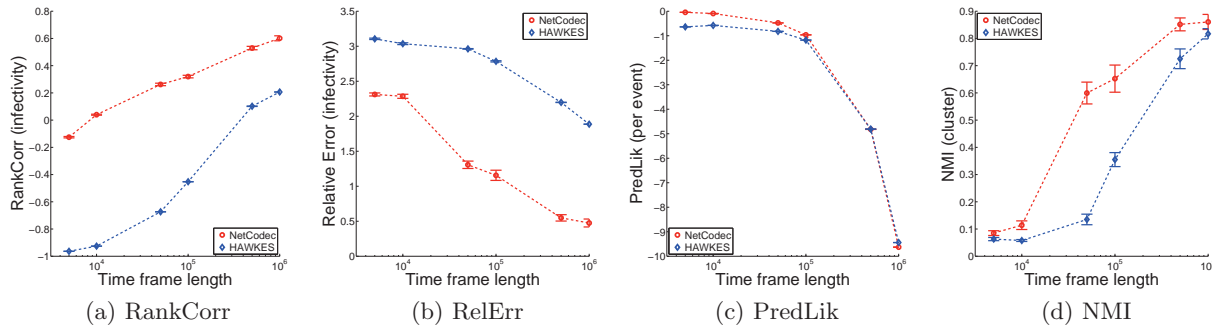 RankCorr (infectivity)
1
0.8
0.6
0.4
0.2
0
−0.2
−0.4
−0.6
−0.8
−1
NetCodec
HAWKES
10^4
10^5
10^6
Time frame length
(a) RankCorr
Relative Error (infectivity)
3.5
3
2.5
2
1.5
1
0.5
0
NetCodec
HAWKES
10^4
10^5
10^6
Time frame length
(b) RelErr
PredLik (per event)
0
−1
−2
−3
−4
−5
−6
−7
−8
−9
−10
NetCodec
HAWKES
10^4
10^5
10^6
Time frame length
(c) PredLik
NMI (cluster)
0.9
0.8
0.7
0.6
0.5
0.4
0.3
0.2
0.1
0
NetCodec
HAWKES
10^4
10^5
10
Time frame length
(d) NMI